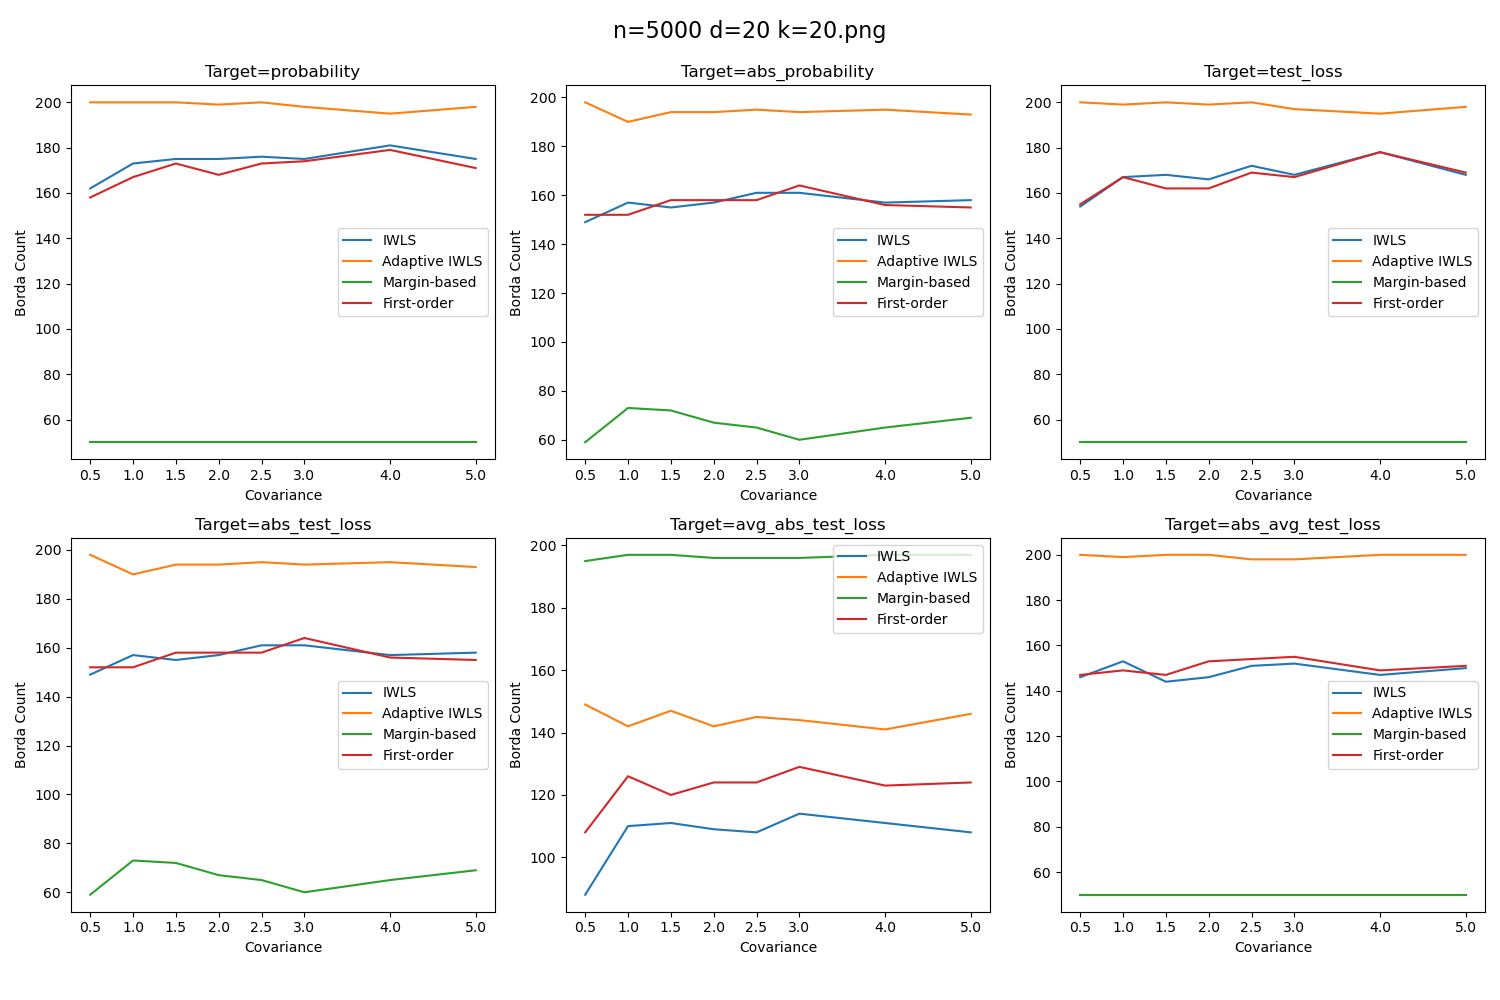 n=5000 d=20 k=20.png
Target=probability
200
180
160
140
120
100
80
60
Borda Count
0.5 1.0 1.5 2.0 2.5 3.0 4.0 5.0
Covariance
IWLS
Adaptive IWLS
Margin-based
First-order
Target=abs_probability
200
180
160
140
120
100
80
60
Borda Count
0.5 1.0 1.5 2.0 2.5 3.0 4.0 5.0
Covariance
IWLS
Adaptive IWLS
Margin-based
First-order
Target=test_loss
200
180
160
140
120
100
80
60
Borda Count
0.5 1.0 1.5 2.0 2.5 3.0 4.0 5.0
Covariance
IWLS
Adaptive IWLS
Margin-based
First-order
Target=abs_test_loss
200
180
160
140
120
100
80
60
Borda Count
0.5 1.0 1.5 2.0 2.5 3.0 4.0 5.0
Covariance
IWLS
Adaptive IWLS
Margin-based
First-order
Target=avg_abs_test_loss
200
180
160
140
120
100
Borda Count
0.5 1.0 1.5 2.0 2.5 3.0 4.0 5.0
Covariance
IWLS
Adaptive IWLS
Margin-based
First-order
Target=abs_avg_test_loss
200
180
160
140
120
100
80
60
Borda Count
0.5 1.0 1.5 2.0 2.5 3.0 4.0 5.0
Covariance
IWLS
Adaptive IWLS
Margin-based
First-order